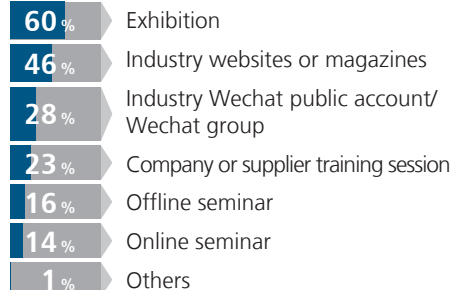 60 % Exhibition
46 % Industry websites or magazines
28 % Industry Wechat public account/
Wechat group
23 % Company or supplier training session
16 % Offline seminar
14 % Online seminar
1 % Others